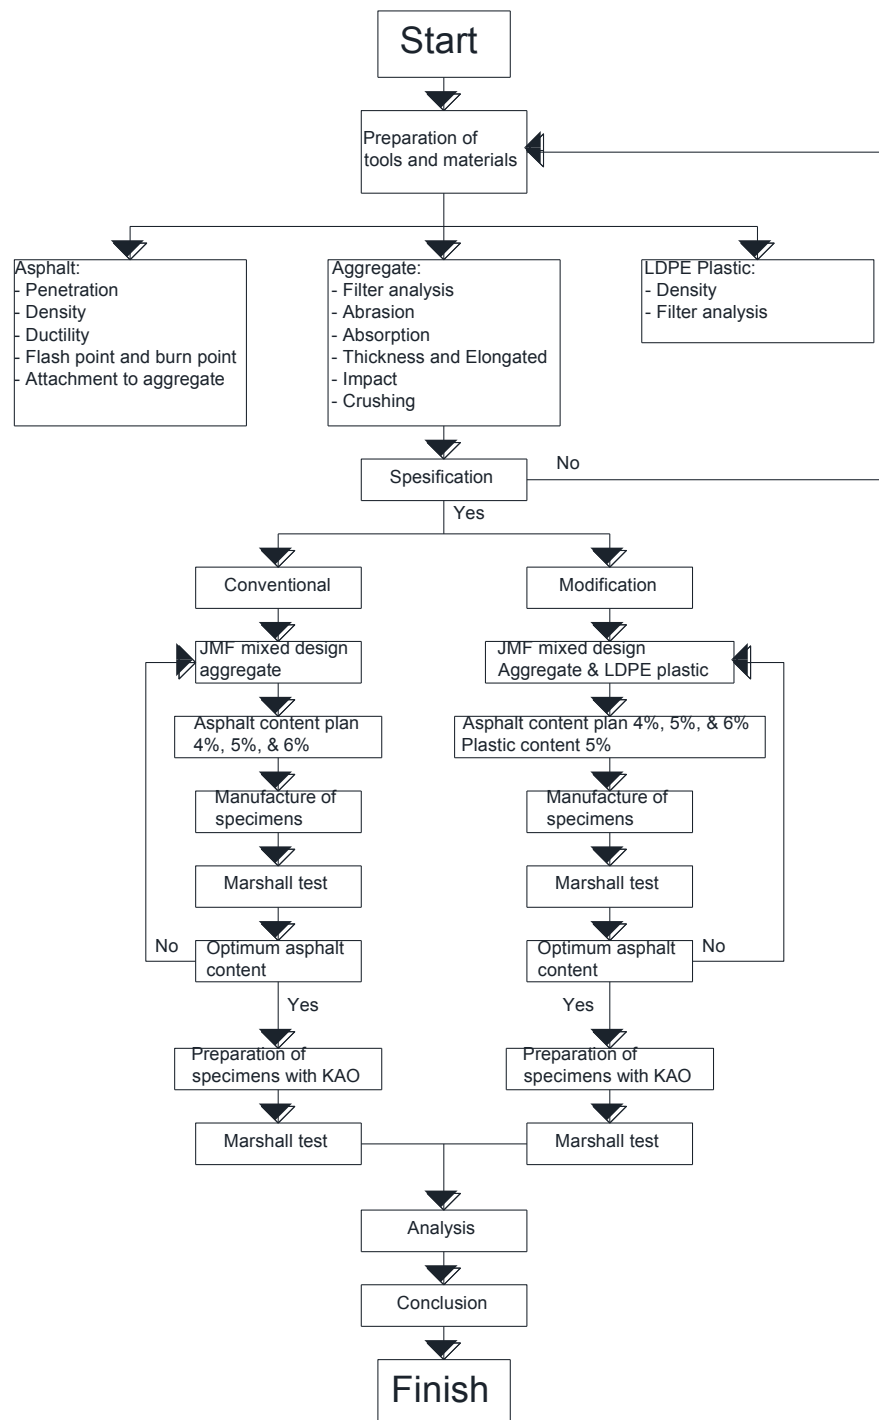 Start
Preparation of
tools and materials
Asphalt:
- Penetration
- Density
- Ductility
- Flash point and burn point
- Attachment to aggregate
Aggregate:
- Filter analysis
- Abrasion
- Absorption
- Thickness and Elongated
- Impact
- Crushing
LDPE Plastic:
- Density
- Filter analysis
Spesification
No
Yes
Conventional
Modification
JMF mixed design
aggregate
JMF mixed design
Aggregate & LDPE plastic
Asphalt content plan
4%, 5%, & 6%
Asphalt content plan 4%, 5%, & 6%
Plastic content 5%
Manufacture of
specimens
Manufacture of
specimens
Marshall test
Marshall test
No
Optimum asphalt
content
Optimum asphalt
content
No
Yes
Yes
Preparation of
specimens with KAO
Preparation of
specimens with KAO
Marshall test
Marshall test
Analysis
Conclusion
Finish